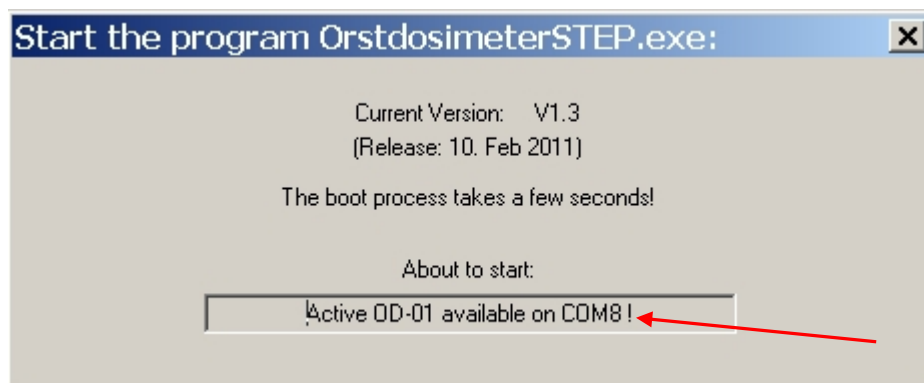 Start the program OrstdosimeterSTEP.exe:
Current Version: V1.3
(Release: 10. Feb 2011)
The boot process takes a few seconds!
About to start:
Active OD-01 available on COM8 !